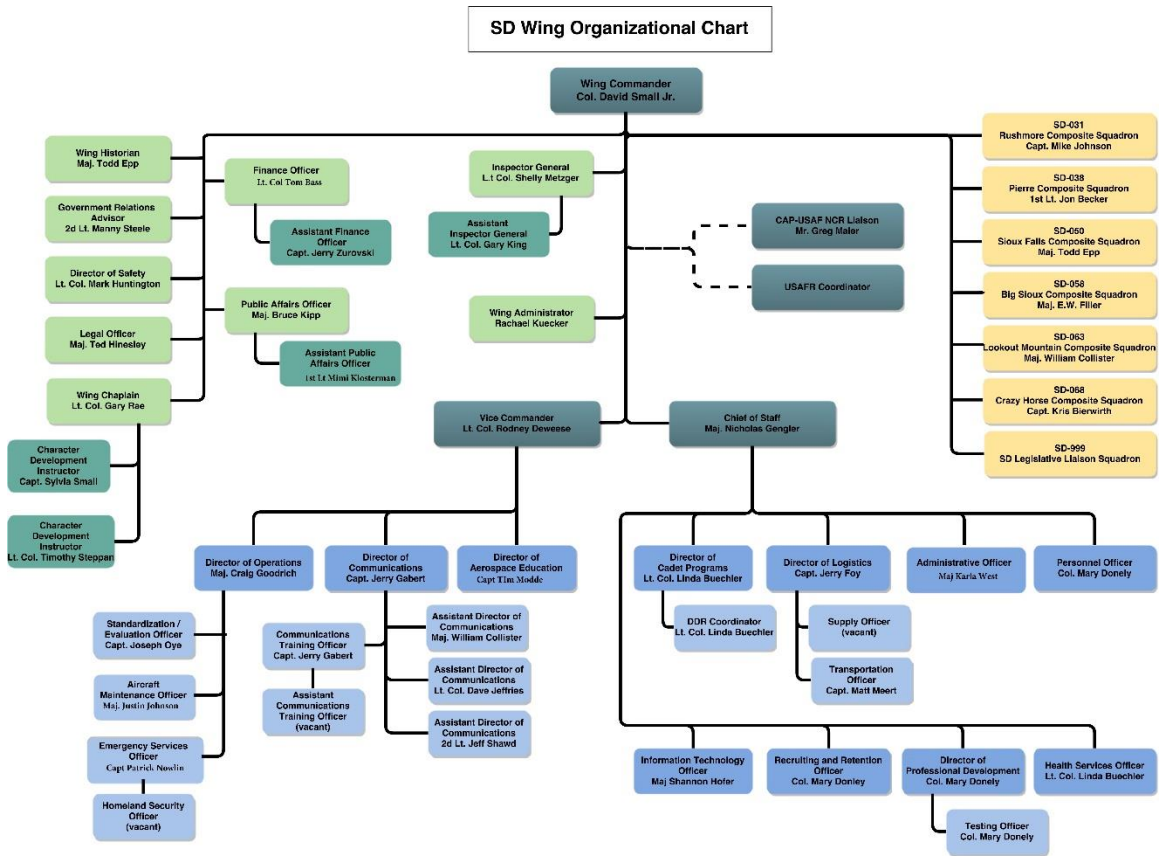 SD Wing Organizational Chart
Wing Commander
Col. David Small Jr.
Wing Historian
Maj. Todd Epp
Government Relations
Advisor
2d Lt. Manny Steele
Director of Safety
Lt. Col. Mark Huntington
Legal Officer
Maj. Ted Hinesley
Wing Chaplain
Lt. Col. Gary Rae
Character
Development
Instructor
Capt. Sylvia Small
Character
Development
Instructor
Lt. Col. Timothy Steppan
Finance Officer
Lt. Col Tom Bass
Assistant Finance
Officer
Capt. Jerry Zurovski
Public Affairs Officer
Maj. Bruce Kipp
Assistant Public
Affairs Officer
1st Lt Mimi Klosterman
Inspector General
L.t Col. Shelly Metzger
Assistant
Inspector General
Lt. Col. Gary King
Wing Administrator
Rachael Kuecker
CAP-USAF NCR Liaison
Mr. Greg Maier
USAFR Coordinator
SD-031
Rushmore Composite Squadron
Capt. Mike Johnson
SD-038
Pierre Composite Squadron
1st Lt. Jon Becker
SD-050
Sioux Falls Composite Squadron
Maj. Todd Epp
SD-058
Big Sioux Composite Squadron
Maj. E.W. Filler
SD-063
Lookout Mountain Composite Squadron
Maj. William Collister
SD-068
Crazy Horse Composite Squadron
Capt. Kris Bierwirth
SD-999
SD Legislative Liaison Squadron
Vice Commander
Lt. Col. Rodney Deweese
Chief of Staff
Maj. Nicholas Gengler
Director of Operations
Maj. Craig Goodrich
Director of
Communications
Capt. Jerry Gabert
Director of
Aerospace Education
Capt TIm Modde
Standardization /
Evaluation Officer
Capt. Joseph Oye
Aircraft
Maintenance Officer
Maj. Justin Johnson
Emergency Services
Officer
Capt Patrick Nowlin
Homeland Security
Officer
(vacant)
Communications
Training Officer
Capt. Jerry Gabert
Assistant
Communications
Training Officer
(vacant)
Assistant Director of
Communications
Maj. William Collister
Assistant Director of
Communications
Lt. Col. Dave Jeffries
Assistant Director of
Communications
2d Lt. Jeff Shawd
Director of
Cadet Programs
Lt. Col. Linda Buechler
DDR Coordinator
Lt. Col. Linda Buechler
Director of Logistics
Capt. Jerry Foy
Supply Officer
(vacant)
Transportation
Officer
Capt. Matt Meert
Administrative Officer
Maj Karla West
Personnel Officer
Col. Mary Donely
Information Technology
Officer
Maj Shannon Hofer
Recruiting and Retention
Officer
Col. Mary Donley
Director of
Professional Development
Col. Mary Donely
Testing Officer
Col. Mary Donely
Health Services Officer
Lt. Col. Linda Buechler